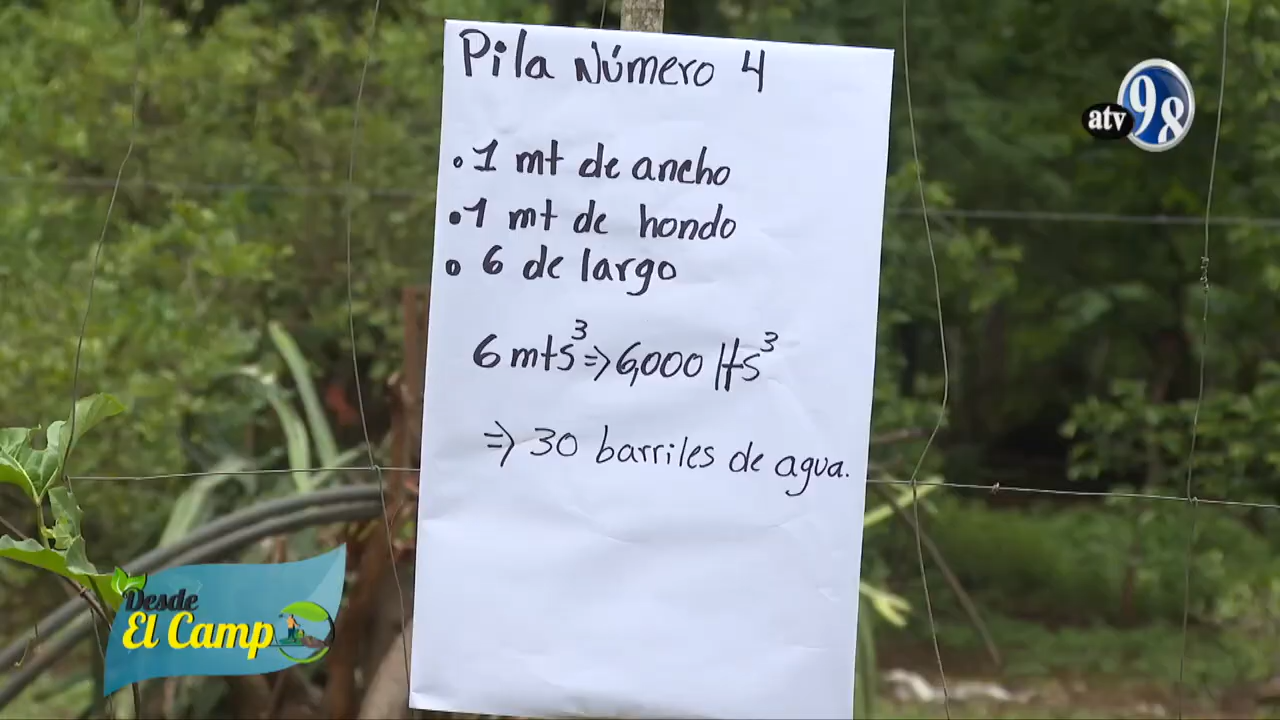 Pila Número 4
• 1 mt de ancho
• 1 mt de hondo
• 6 de largo
6 mts³ => 6,000 lts³
=> 30 barriles de agua.
atv 98
Desde
El Campo